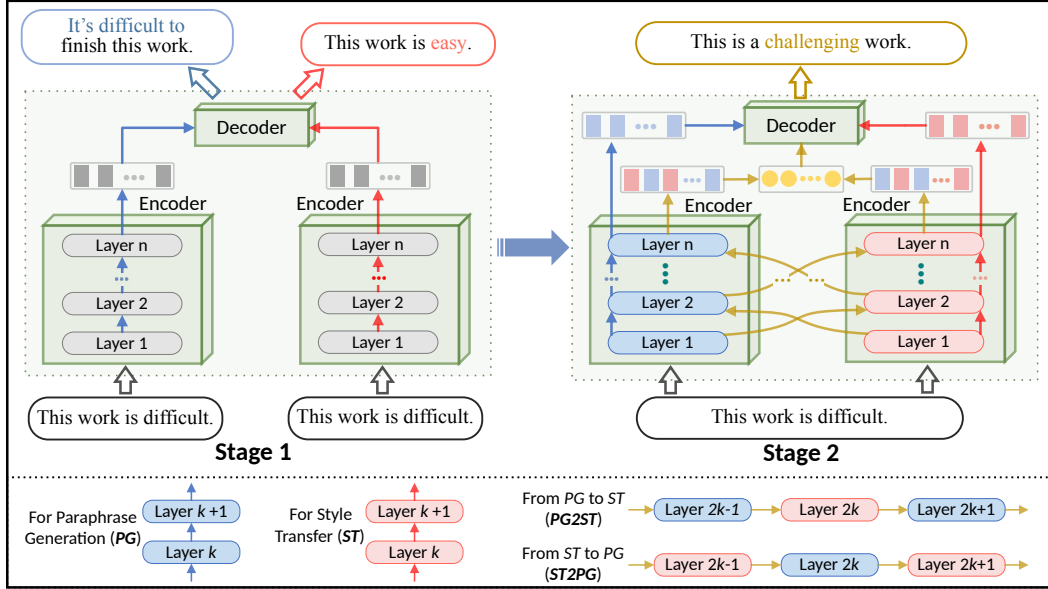 It's difficult to
finish this work.
This work is easy.
This is a challenging work.
Decoder
Decoder
Encoder
Encoder
Encoder
Encoder
Layer n
Layer 2
Layer 1
Layer n
Layer 2
Layer 1
Layer n
Layer 2
Layer 1
Layer n
Layer 2
Layer 1
This work is difficult.
This work is difficult.
This work is difficult.
Stage 1
Stage 2
For Paraphrase
Generation (PG)
Layer k +1
Layer k
For Style
Transfer (ST)
Layer k +1
Layer k
From PG to ST
(PG2ST)
Layer 2k-1
Layer 2k
Layer 2k+1
From ST to PG
(ST2PG)
Layer 2k-1
Layer 2k
Layer 2k+1